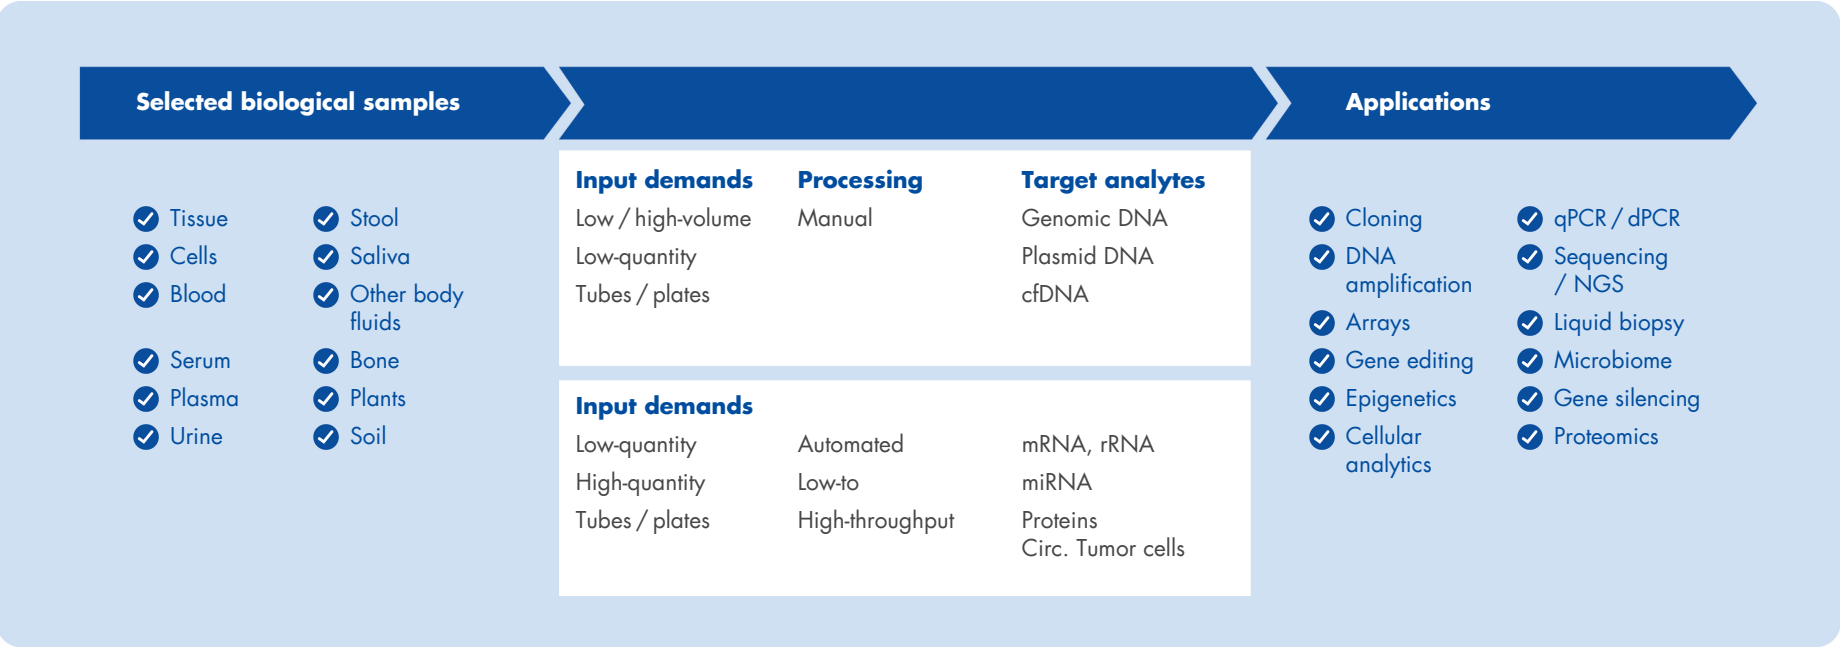 Selected biological samples
Applications
Tissue
Cells
Blood
Serum
Plasma
Urine
Stool
Saliva
Other body
fluids
Bone
Plants
Soil
Input demands Processing Target analytes
Low / high-volume Manual Genomic DNA
Low-quantity Plasmid DNA
Tubes / plates cfDNA
Input demands
Low-quantity Automated mRNA, rRNA
High-quantity Low-to miRNA
Tubes / plates High-throughput Proteins
Circ. Tumor cells
Cloning
DNA
amplification
Arrays
Gene editing
Epigenetics
Cellular
analytics
qPCR / dPCR
Sequencing
/ NGS
Liquid biopsy
Microbiome
Gene silencing
Proteomics